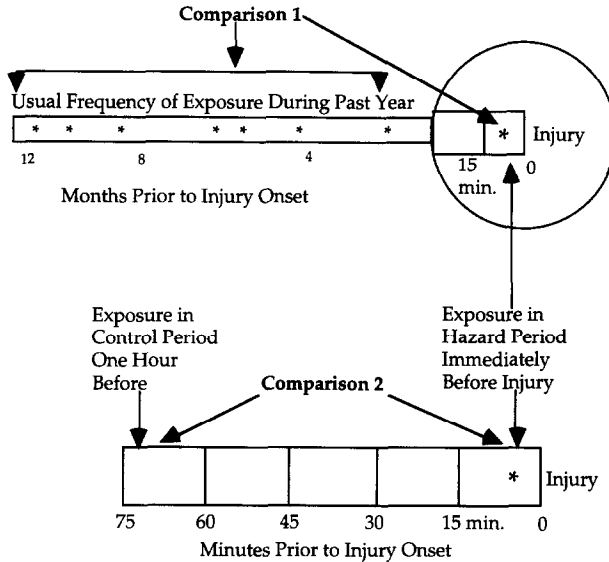 Comparison 1
Usual Frequency of Exposure During Past Year
* * * * * * * * Injury
12 8 4 15 0
min.
Months Prior to Injury Onset
Exposure in
Control Period
One Hour
Before
Exposure in
Hazard Period
Immediately
Before Injury
Comparison 2
* Injury
75 60 45 30 15 min. 0
Minutes Prior to Injury Onset